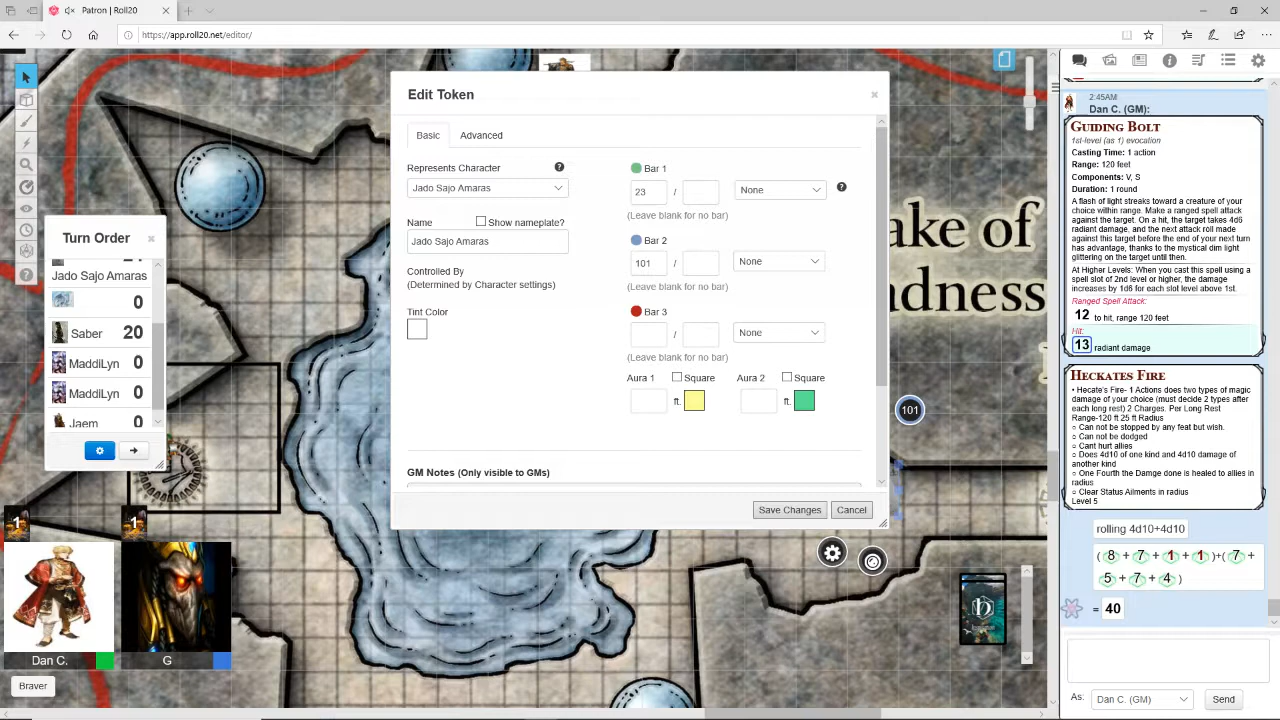 Patron | Roll20
https://app.roll20.net/editor/
Edit Token
Basic
Advanced
Represents Character
Jado Sajo Amaras
Name
Show nameplate?
Jado Sajo Amaras
Controlled By
(Determined by Character settings)
Tint Color
Bar 1
23 /
None
(Leave blank for no bar)
Bar 2
101 /
None
(Leave blank for no bar)
Bar 3
/
None
(Leave blank for no bar)
Aura 1
Square
Aura 2
Square
ft.
ft.
GM Notes (Only visible to GMs)
Save Changes
Cancel
Turn Order
Jado Sajo Amaras
0
Saber 20
MaddiLyn 0
MaddiLyn 0
Jaem 0
ake of
adness
101
1
1
Dan C.
G
Braver
2:45AM
Dan C. (GM):
GUIDING BOLT
1st-level (as 1) evocation
Casting Time: 1 action
Range: 120 feet
Components: V, S
Duration: 1 round
A flash of light streaks toward a creature of your
choice within range. Make a ranged spell attack
against the target. On hit, the target takes 4d6
radiant damage, and the next attack roll made
against this target before the end of your next turn
has advantage, thanks to the mystical dim light
glittering on the target until then.
At Higher Levels: When you cast this spell using a
spell slot of 2nd level or higher, the damage
increases by 1d6 for each slot level above 1st.
Ranged Spell Attack:
12 to hit, range 120 feet
Hit:
13 radiant damage
HECKATES FIRE
• Hecate's Fire- 1 Actions does two types of magic
damage of your choice (must decide 2 types after
each long rest) 2 Charges. Per Long Rest
Range-120 ft 25 ft Radius
○ Can not be stopped by any feat but wish.
○ Can not be dodged
○ Cant hurt allies
○ Does 4d10 of one kind and 4d10 damage of
another kind
○ One Fourth the Damge done is healed to allies in
radius
○ Clear Status Ailments in radius
Level 5
rolling 4d10+4d10
(8+7+1+1)+(7+
5+7+4)
= 40
As:
Dan C. (GM)
Send